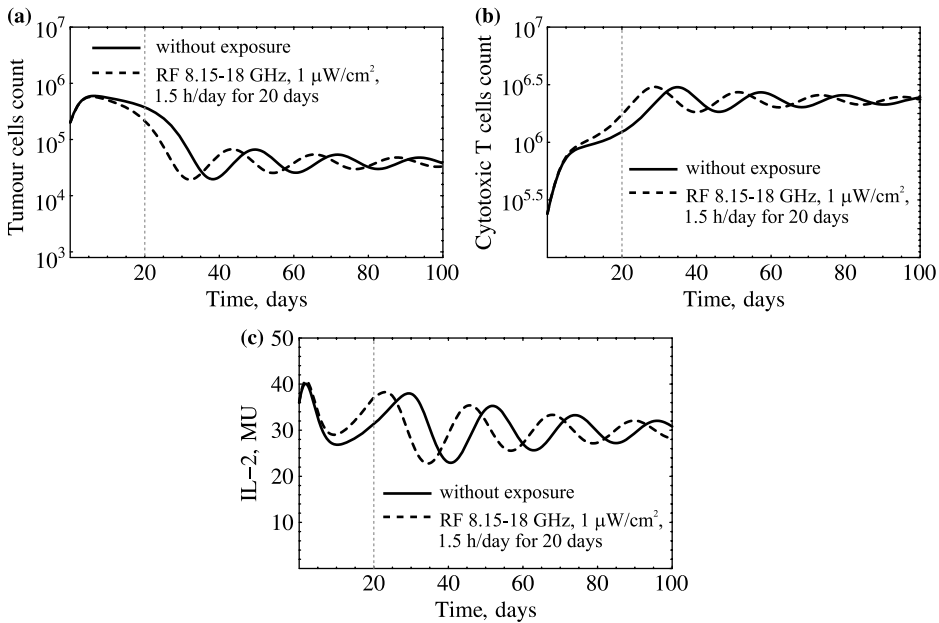 (a)
10^7
10^6
10^5
10^4
10^3
Tumour cells count
without exposure
RF 8.15-18 GHz, 1 μW/cm²,
1.5 h/day for 20 days
20 40 60 80 100
Time, days
(b)
10^7
10^6.5
10^6
10^5.5
Cytotoxic T cells count
without exposure
RF 8.15-18 GHz, 1 μW/cm²,
1.5 h/day for 20 days
20 40 60 80 100
Time, days
(c)
50
40
30
20
10
IL−2, MU
without exposure
RF 8.15-18 GHz, 1 μW/cm²,
1.5 h/day for 20 days
20 40 60 80 100
Time, days